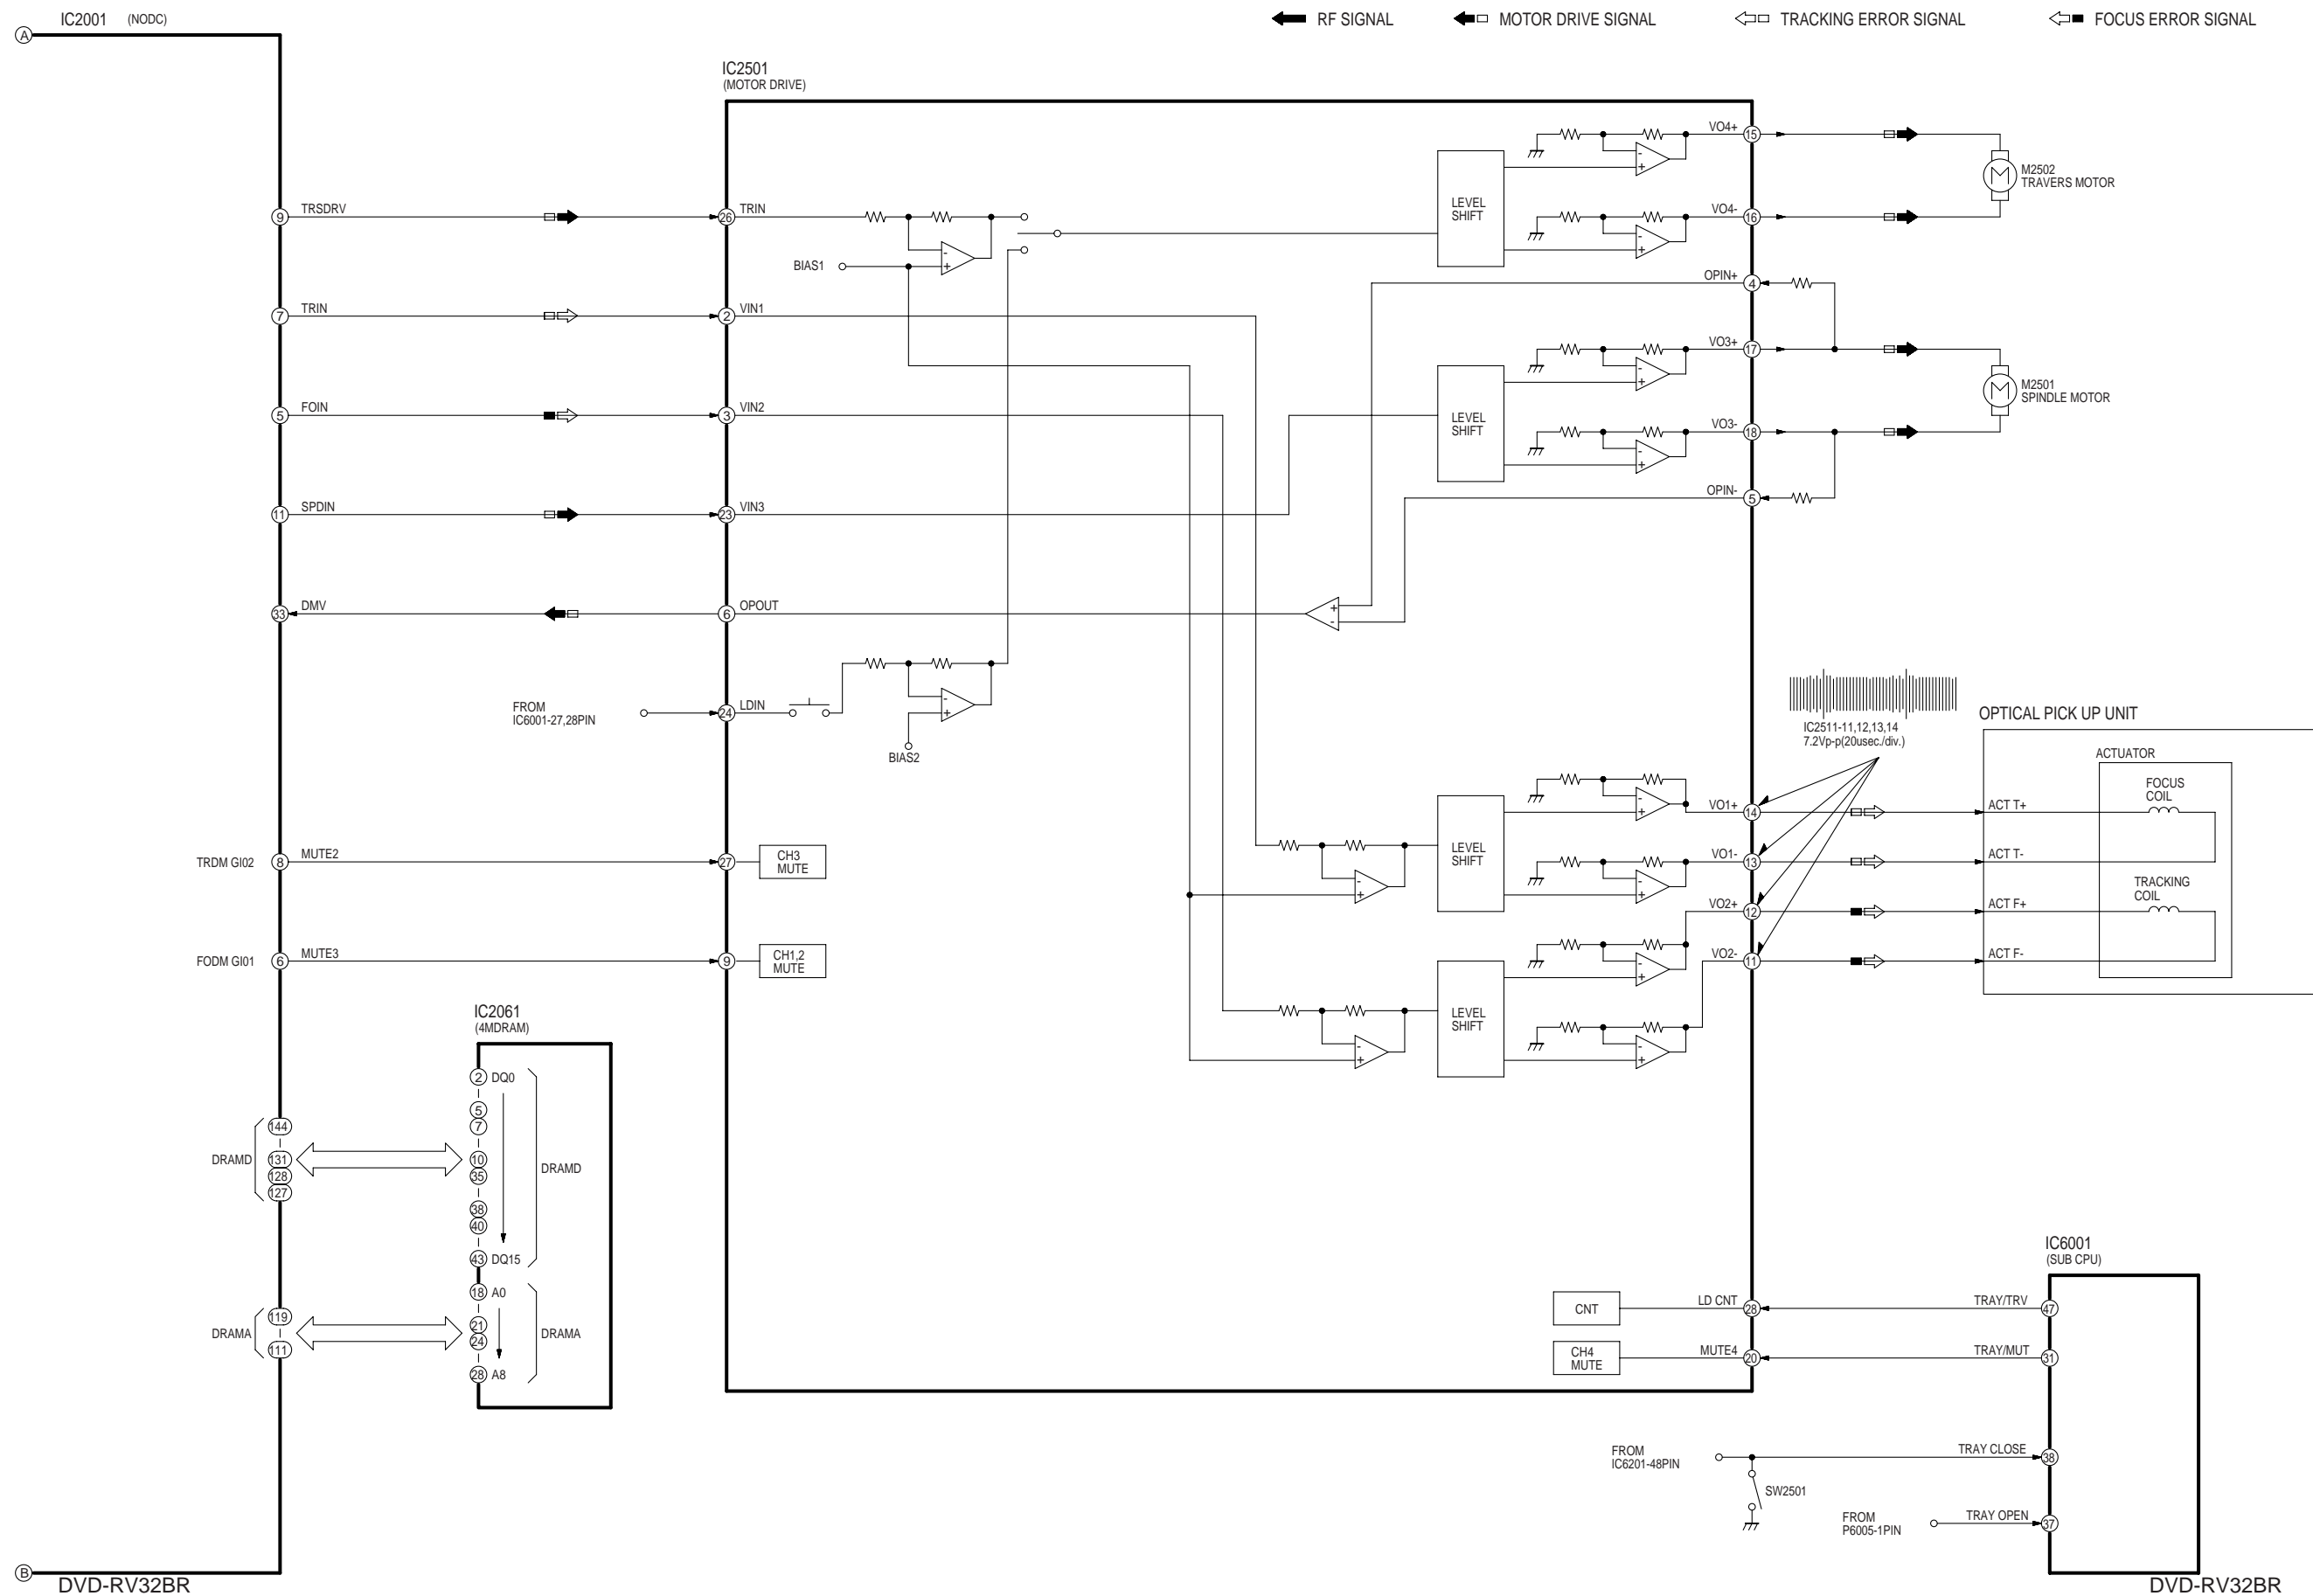 IC2001 (NODC)
RF SIGNAL
MOTOR DRIVE SIGNAL
TRACKING ERROR SIGNAL
FOCUS ERROR SIGNAL
A
IC2501
(MOTOR DRIVE)
9 TRSDRV
26 TRIN
BIAS1
7 TRIN
2 VIN1
5 FOIN
3 VIN2
11 SPDIN
23 VIN3
33 DMV
6 OPOUT
FROM
IC6001-27,28PIN
24 LDIN
BIAS2
TRDM GI02 8 MUTE2
27
CH3
MUTE
FODM GI01 6 MUTE3
9
CH1,2
MUTE
LEVEL
SHIFT
- +
VO4+ 15
VO4- 16
M
M2502
TRAVERS MOTOR
OPIN+ 4
LEVEL
SHIFT
VO3+ 17
VO3- 18
M
M2501
SPINDLE MOTOR
OPIN- 5
IC2511-11,12,13,14
7.2Vp-p(20usec./div.)
OPTICAL PICK UP UNIT
ACTUATOR
LEVEL
SHIFT
VO1+ 14
ACT T+
FOCUS
COIL
VO1- 13
ACT T-
LEVEL
SHIFT
VO2+ 12
ACT F+
TRACKING
COIL
VO2- 11
ACT F-
IC2061
(4MDRAM)
2 DQ0
5
7
10
35
38
40
43 DQ15
DRAMD
18 A0
21
24
28 A8
DRAMA
DRAMD
144
131
128
127
DRAMA
119
111
IC6001
(SUB CPU)
CNT
LD CNT 28
TRAY/TRV 47
CH4
MUTE
MUTE4 20
TRAY/MUT 31
FROM
IC6201-48PIN
TRAY CLOSE 38
SW2501
FROM
P6005-1PIN
TRAY OPEN 37
B
DVD-RV32BR
DVD-RV32BR